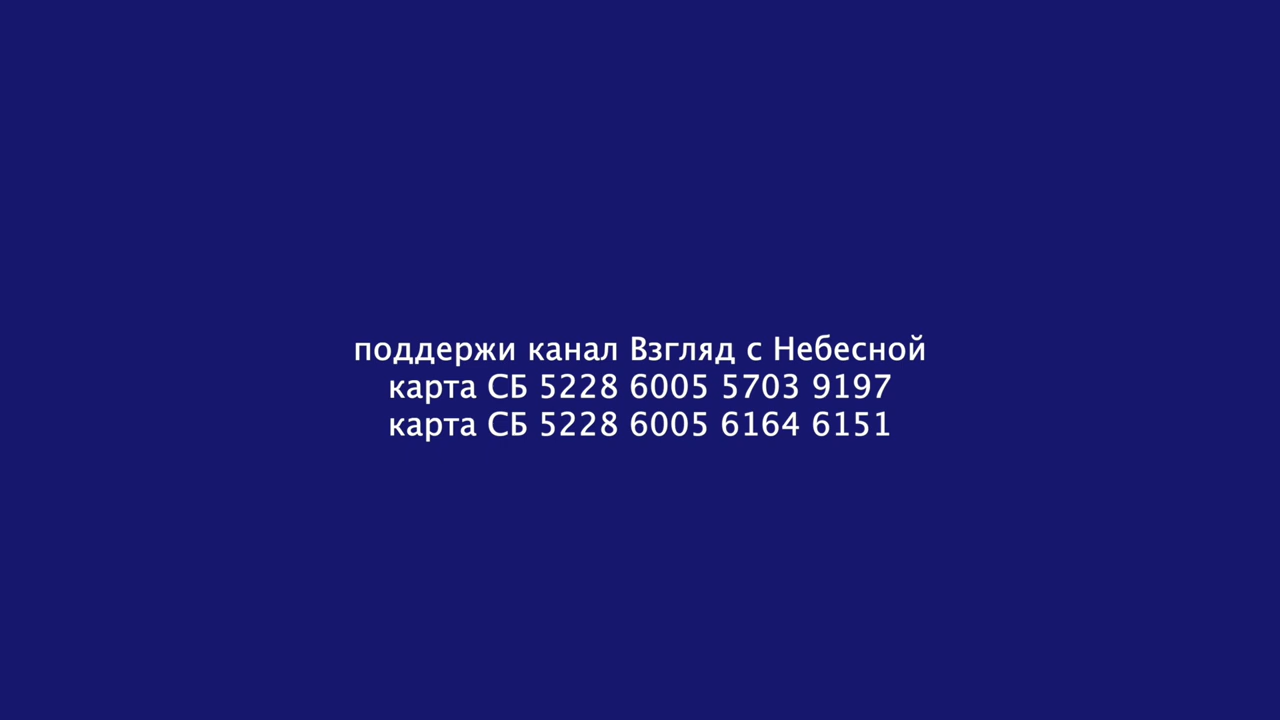 поддержи канал Взгляд с Небесной
карта СБ 5228 6005 5703 9197
карта СБ 5228 6005 6164 6151